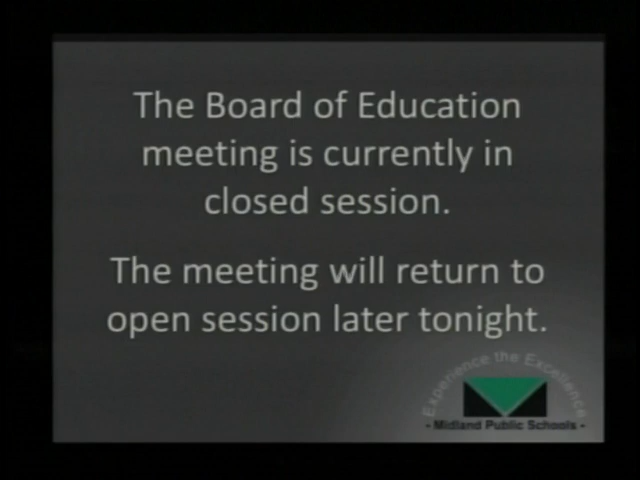 The Board of Education
meeting is currently in
closed session.
The meeting will return to
open session later tonight.
Experience the Excellence
- Midland Public Schools -